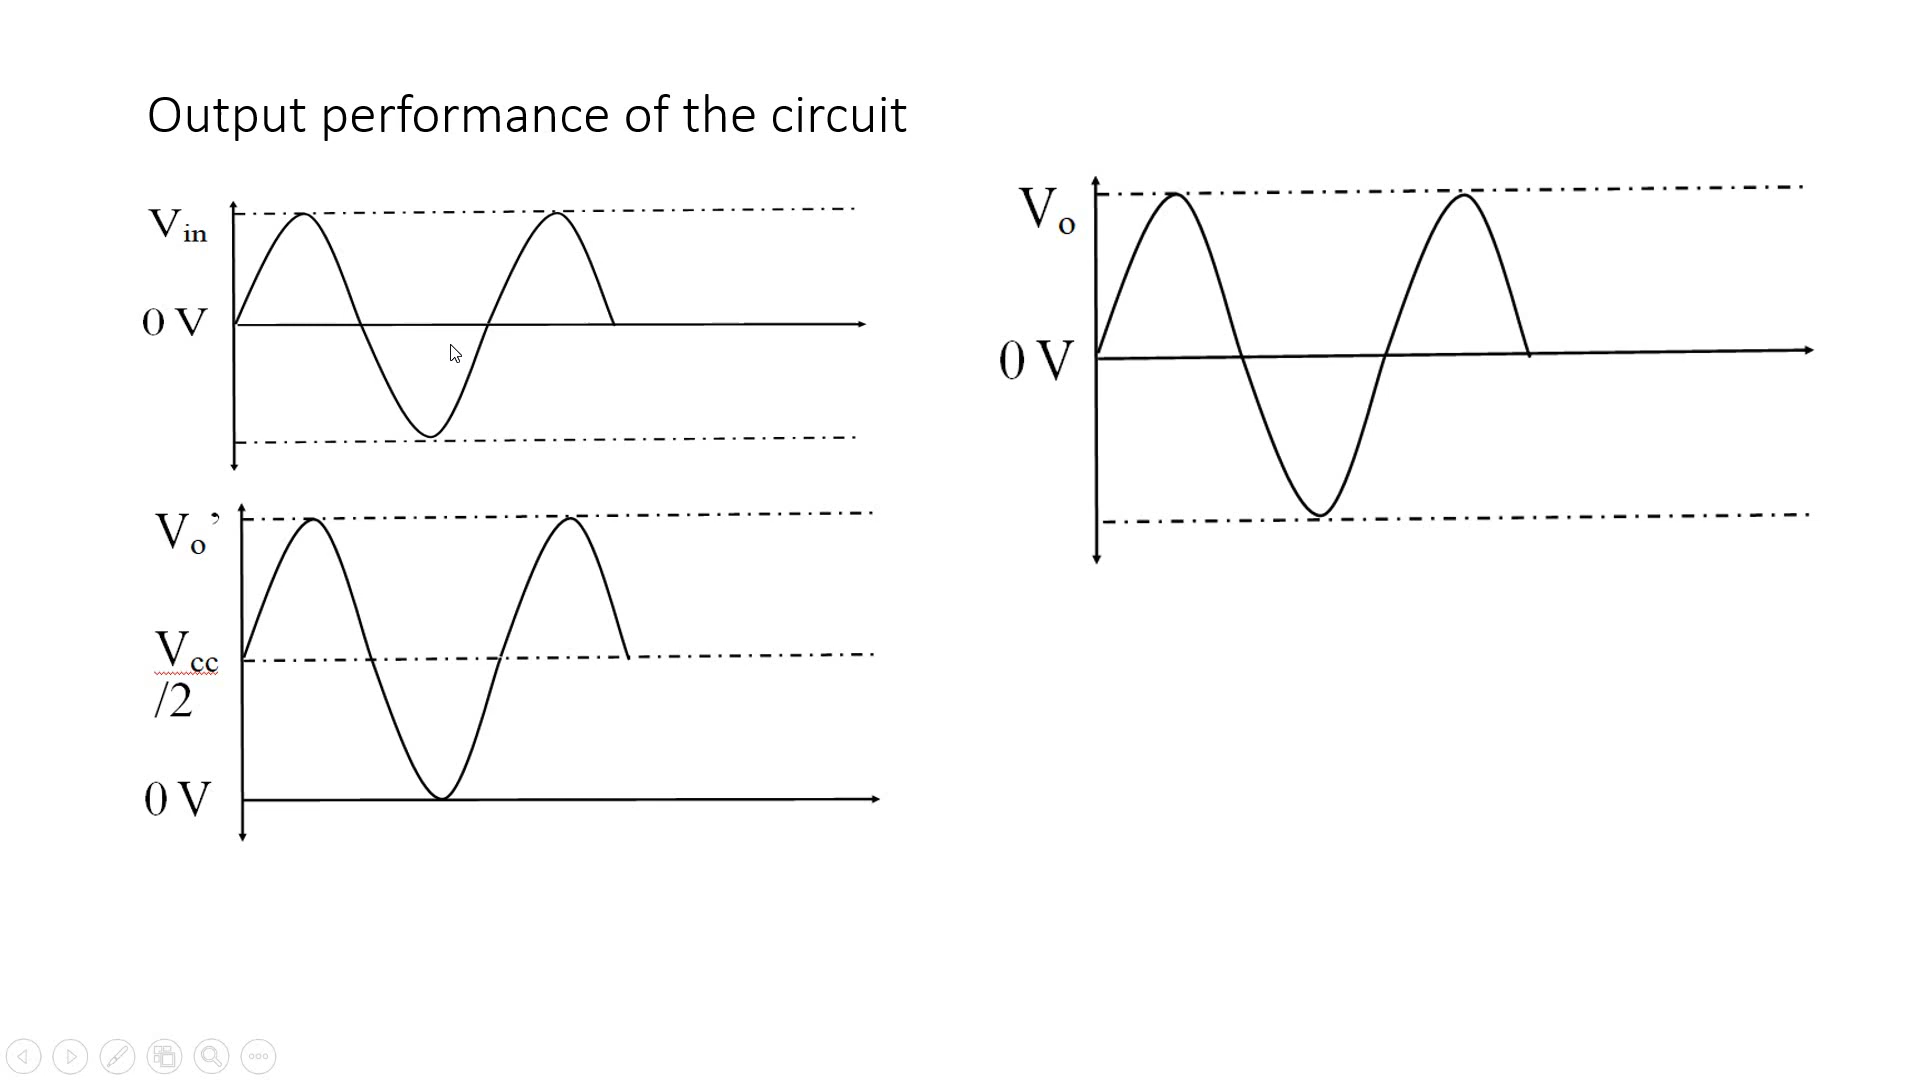 Output performance of the circuit
Vin
0 V
Vo’
Vcc
/2
0 V
Vo
0 V